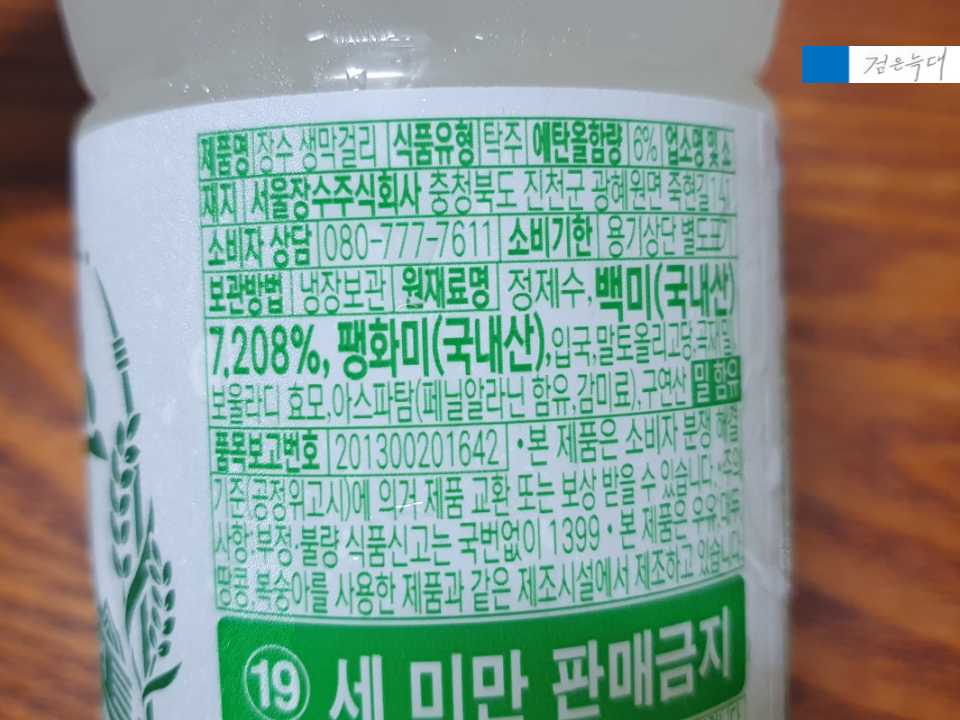 검은늑대
제품명 장수 생막걸리 식품유형 탁주 에탄올함량 6% 업소명 및 소
재지 서울장수주식회사 충청북도 진천군 광혜원면 죽현길 141
소비자 상담 080-777-7611 소비기한 용기상단 별도표기
보관방법 냉장보관 원재료명 정제수, 백미(국내산)
7.208%, 팽화미(국내산), 입국, 말토올리고당, 곡자(밀),
보울라디 효모, 아스파탐(페닐알라닌 함유, 감미료), 구연산 밀 함유
품목보고번호 201300201642 •본 제품은 소비자 분쟁 해결
기준(공정위고시)에 의거 제품 교환 또는 보상 받을 수 있습니다. •주의
사항: 부정·불량 식품신고는 국번없이 1399 •본 제품은 우유, 대두,
땅콩, 복숭아를 사용한 제품과 같은 제조시설에서 제조하고 있습니다.
19 세 미만 판매금지